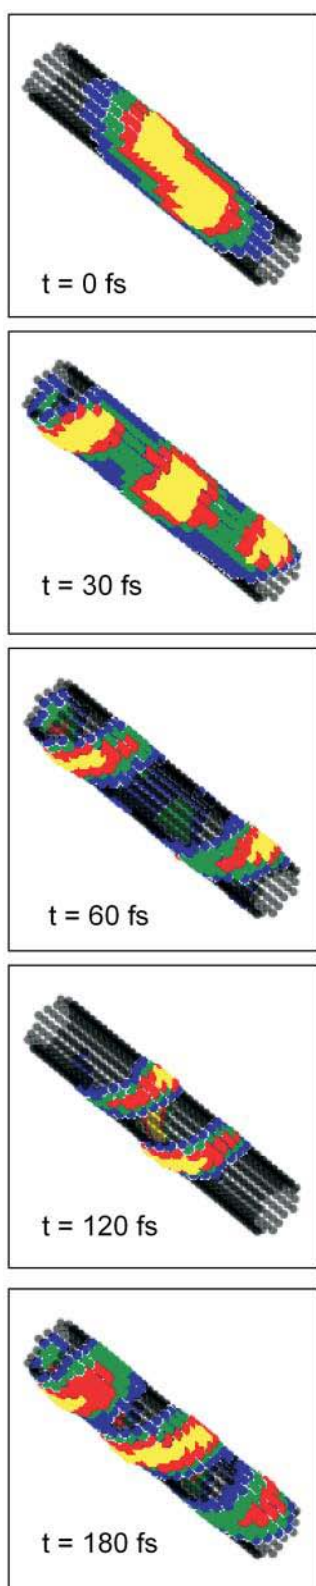 t = 0 fs
t = 30 fs
t = 60 fs
t = 120 fs
t = 180 fs